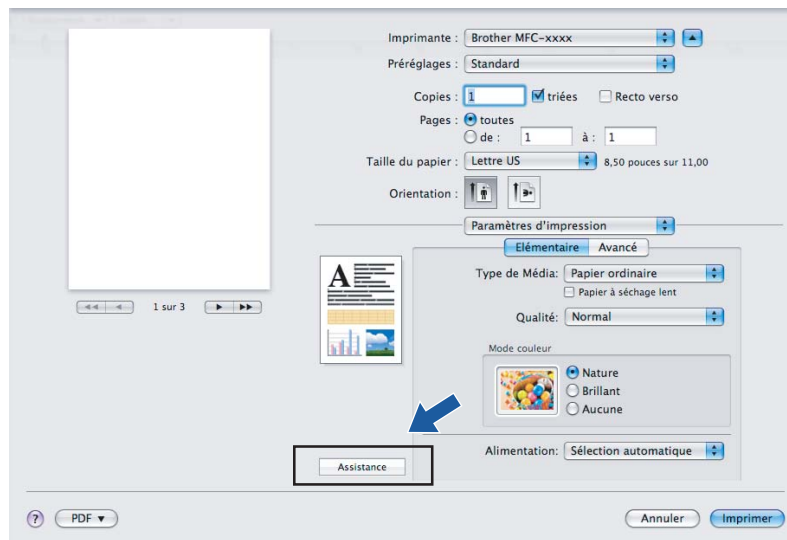 Imprimante : Brother MFC-xxxx
Préréglages : Standard
Copies : 1 triées Recto verso
Pages : toutes
de : 1 à : 1
Taille du papier : Lettre US 8,50 pouces sur 11,00
Orientation :
Paramètres d'impression
Elémentaire Avancé
A
Type de Média: Papier ordinaire
Papier à séchage lent
1 sur 3
Qualité: Normal
Mode couleur
Nature
Brillant
Aucune
Alimentation: Sélection automatique
Assistance
? PDF Annuler Imprimer